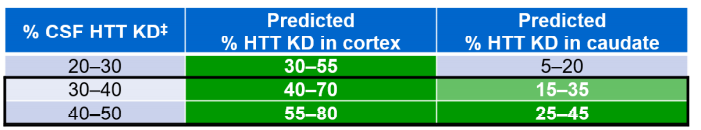 % CSF HTT KD‡ Predicted % HTT KD in cortex Predicted % HTT KD in caudate
20–30 30–55 5–20
30–40 40–70 15–35
40–50 55–80 25–45